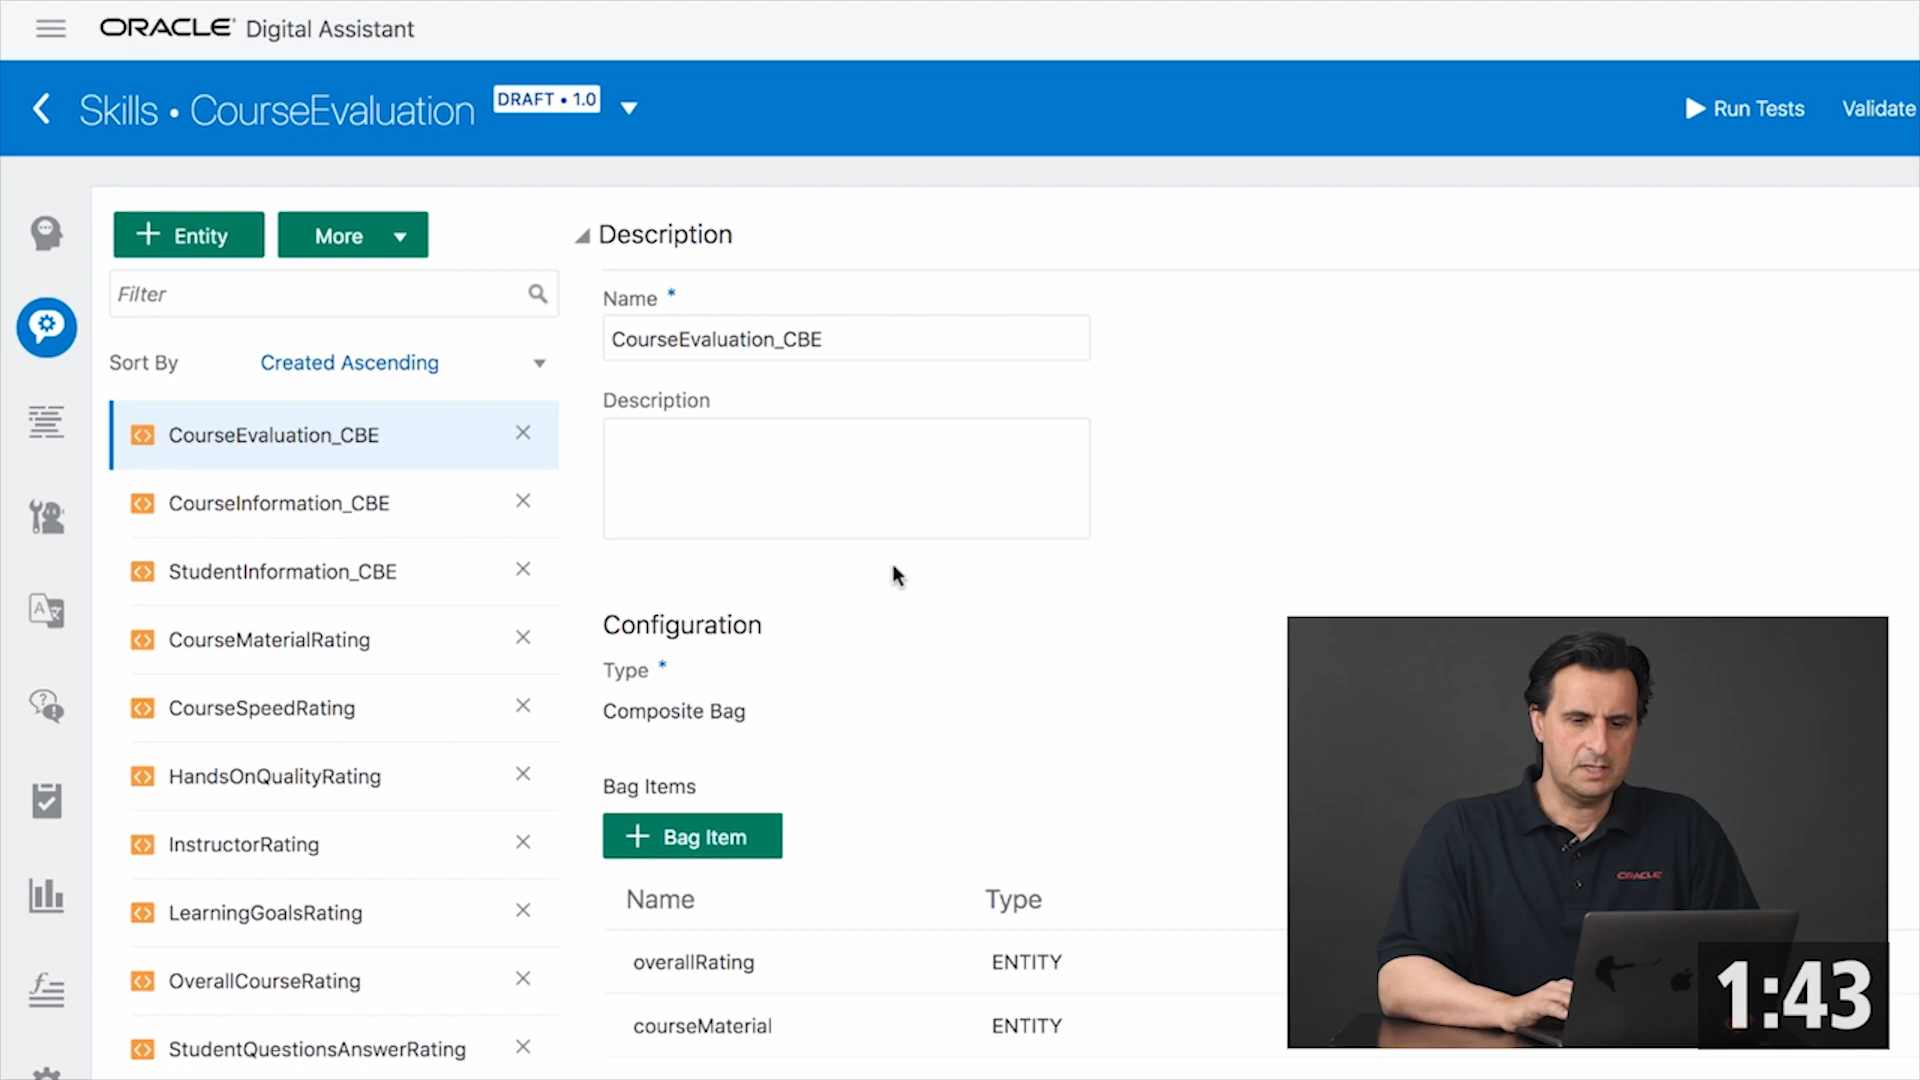 ORACLE Digital Assistant
Skills • CourseEvaluation DRAFT • 1.0
Run Tests Validate
+ Entity More
Filter
Sort By Created Ascending
CourseEvaluation_CBE
CourseInformation_CBE
StudentInformation_CBE
CourseMaterialRating
CourseSpeedRating
HandsOnQualityRating
InstructorRating
LearningGoalsRating
OverallCourseRating
StudentQuestionsAnswerRating
Description
Name *
CourseEvaluation_CBE
Description
Configuration
Type *
Composite Bag
Bag Items
+ Bag Item
Name Type
overallRating ENTITY
courseMaterial ENTITY
ORACLE
1:43